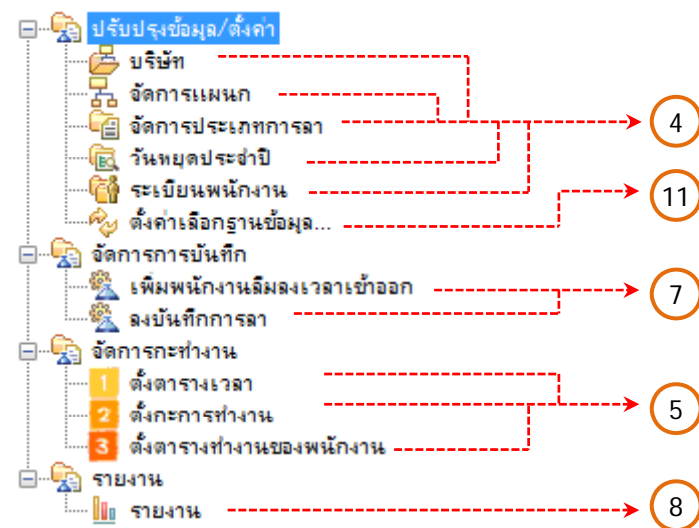 ปรับปรุงข้อมูล/ตั้งค่า
บริษัท
จัดการแผนก
4
จัดการประเภทการลา
วันหยุดประจำปี
ระเบียนพนักงาน
11
ตั้งค่าเลือกฐานข้อมูล...
จัดการการบันทึก
เพิ่มพนักงานลืมลงเวลาเข้าออก
7
ลงบันทึกการลา
จัดการกะทำงาน
1 ตั้งตารางเวลา
2 ตั้งกะการทำงาน
5
3 ตั้งตารางทำงานของพนักงาน
รายงาน
รายงาน
8